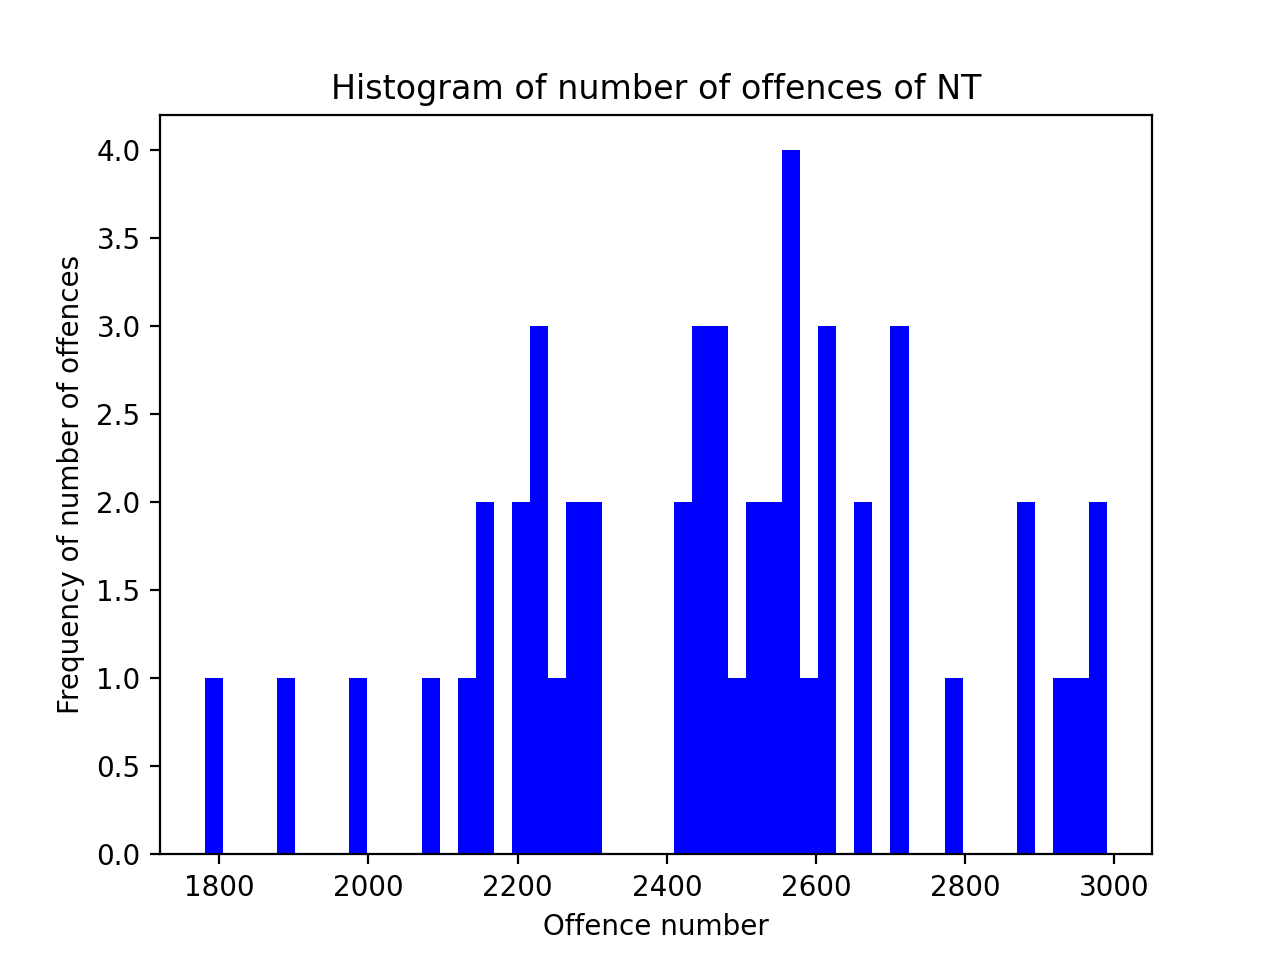 Histogram of number of offences of NT
Frequency of number of offences
4.0
3.5
3.0
2.5
2.0
1.5
1.0
0.5
0.0
1800 2000 2200 2400 2600 2800 3000
Offence number